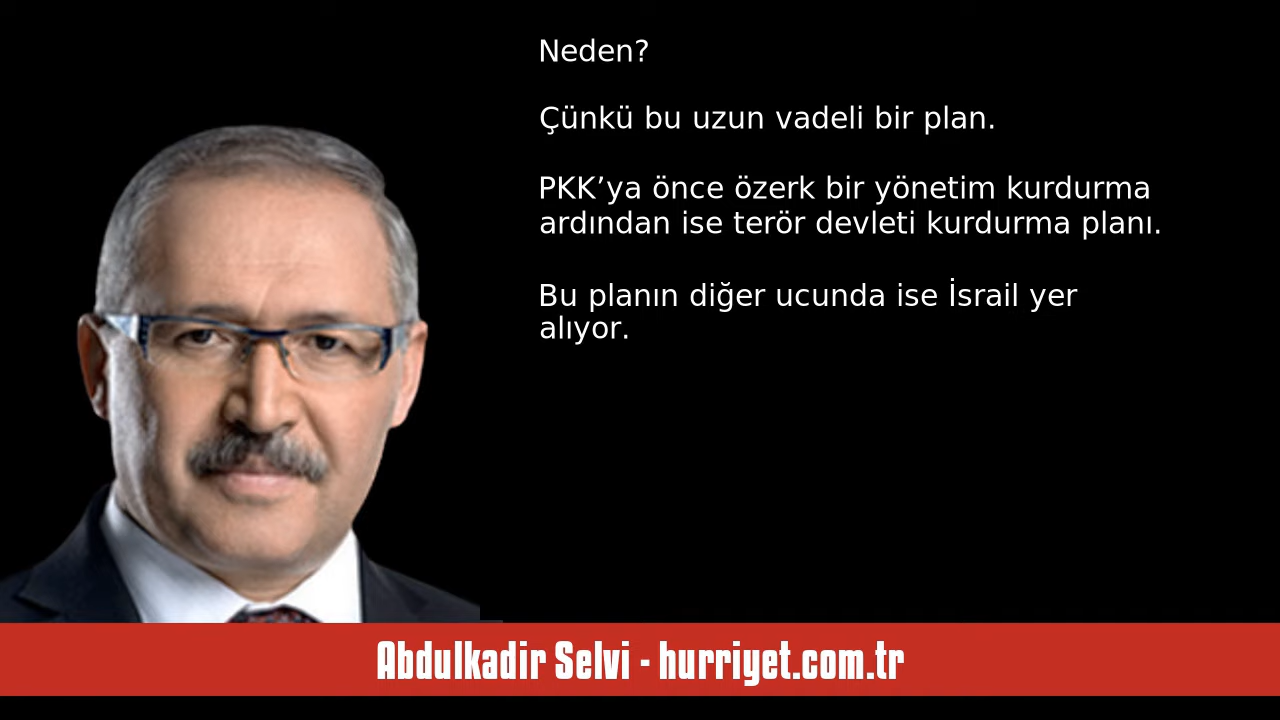 Neden?
Çünkü bu uzun vadeli bir plan.
PKK’ya önce özerk bir yönetim kurdurma
ardından ise terör devleti kurdurma planı.
Bu planın diğer ucunda ise İsrail yer
alıyor.
Abdulkadir Selvi - hurriyet.com.tr